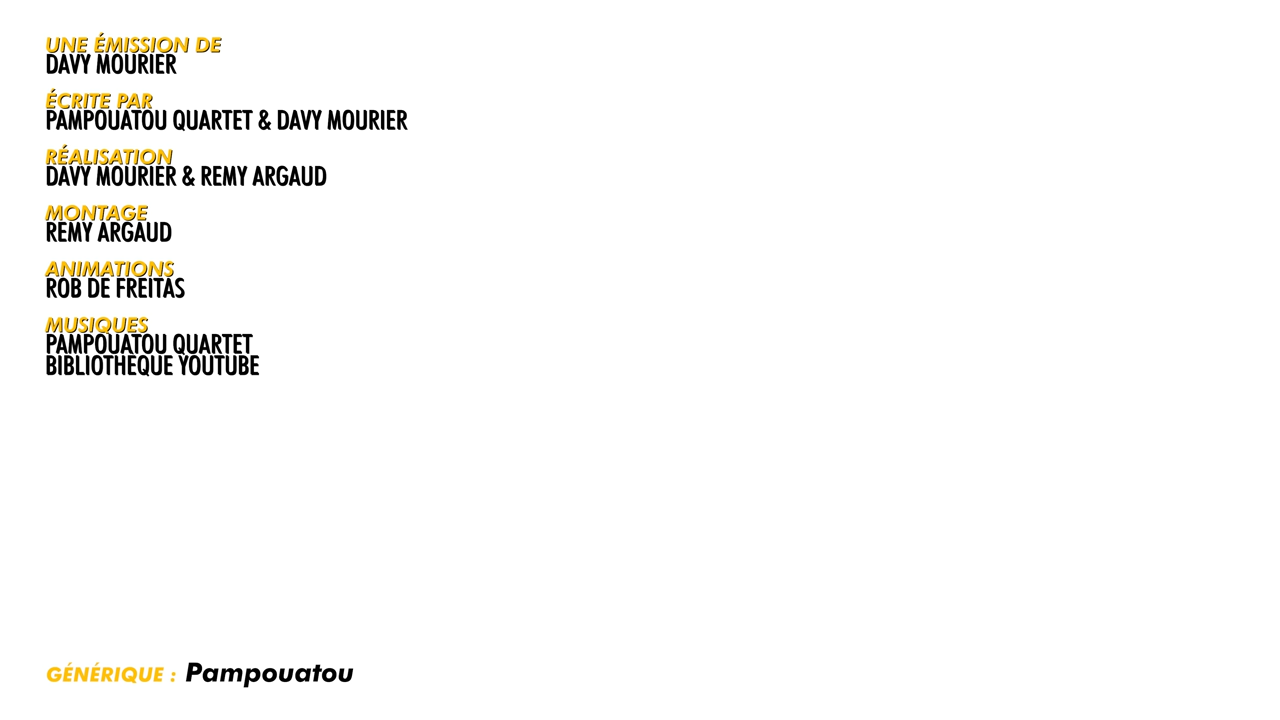 UNE ÉMISSION DE
DAVY MOURIER
ÉCRITE PAR
PAMPOUATOU QUARTET & DAVY MOURIER
RÉALISATION
DAVY MOURIER & REMY ARGAUD
MONTAGE
REMY ARGAUD
ANIMATIONS
ROB DE FREITAS
MUSIQUES
PAMPOUATOU QUARTET
BIBLIOTHÈQUE YOUTUBE
GÉNÉRIQUE : Pampouatou